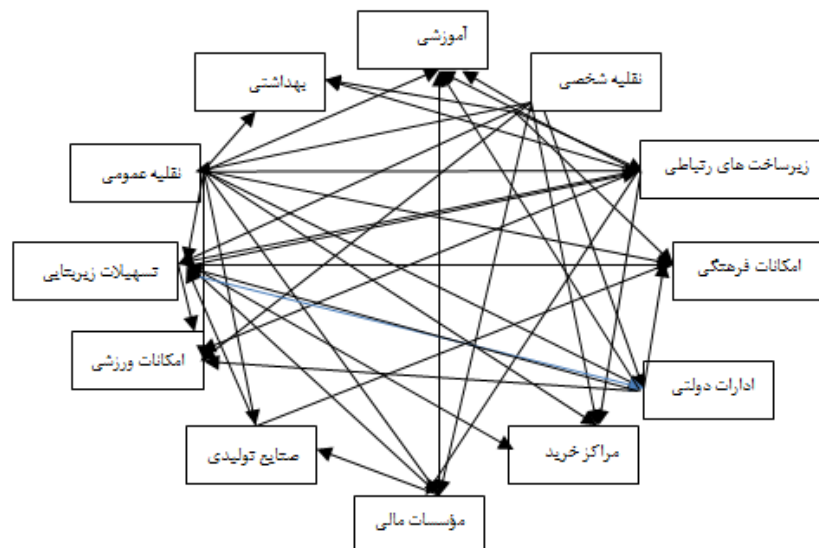 آموزشی
نقلیه شخصی
بهداشتی
زیرساخت های رتباطی
نقلیه عمومی
امکانات فرهنگی
تسهیلات زیربنایی
امکانات ورزشی
ادارات دولتی
مراکز خرید
صنایع تولیدی
مؤسسات مالی